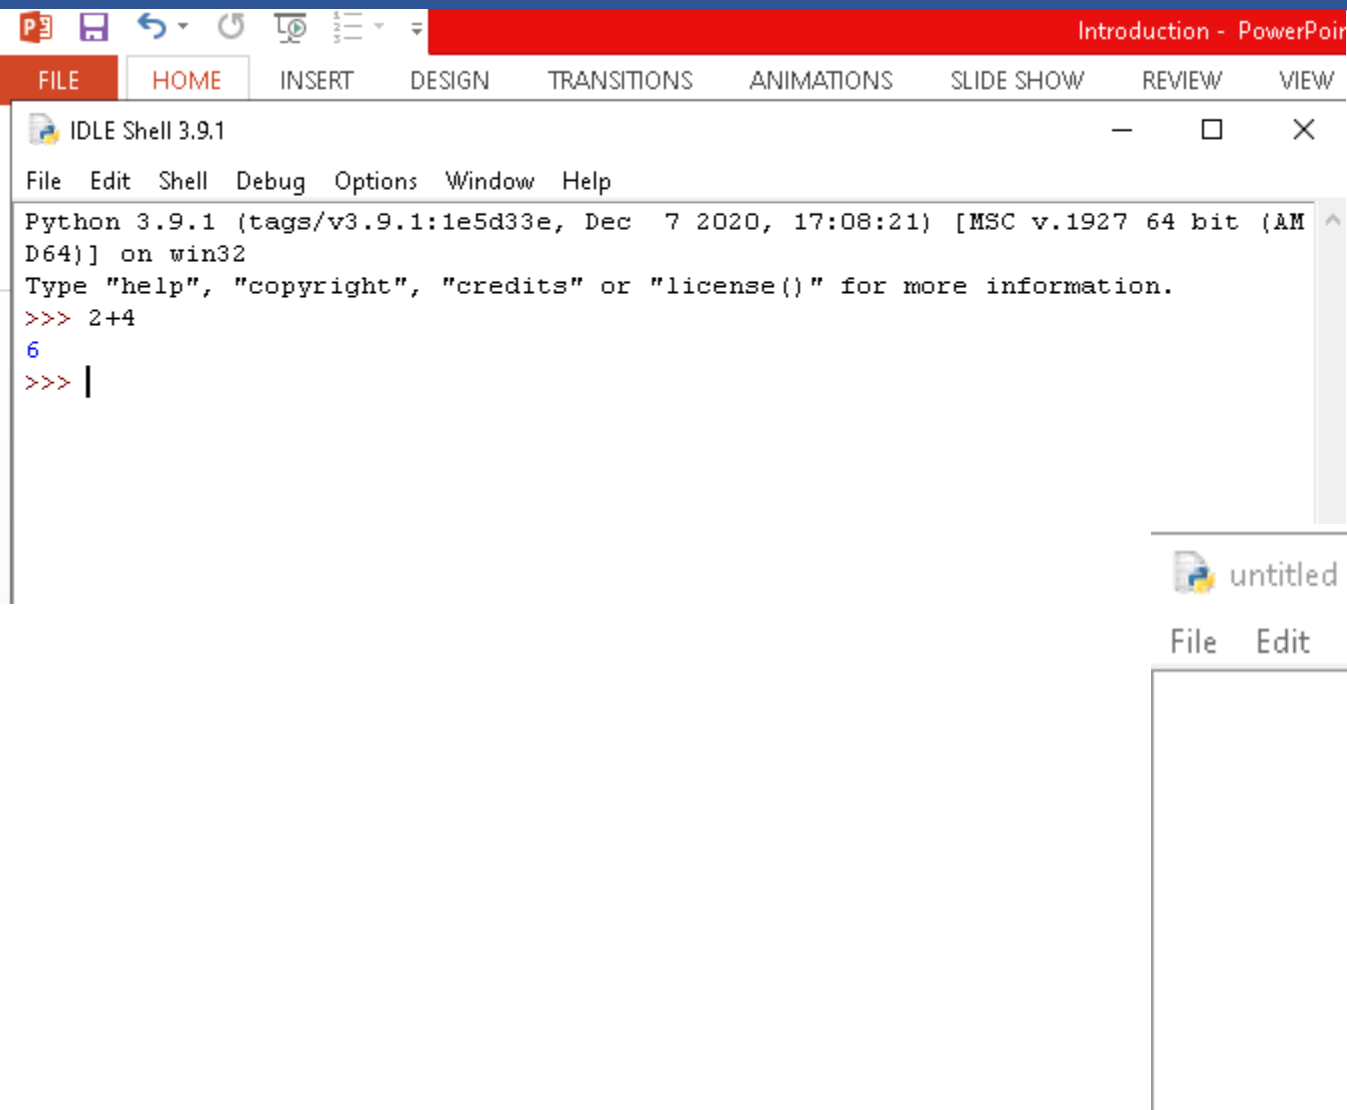 Introduction - PowerPoin
FILE HOME INSERT DESIGN TRANSITIONS ANIMATIONS SLIDE SHOW REVIEW VIEW
IDLE Shell 3.9.1
File Edit Shell Debug Options Window Help
Python 3.9.1 (tags/v3.9.1:1e5d33e, Dec  7 2020, 17:08:21) [MSC v.1927 64 bit (AM
D64)] on win32
Type "help", "copyright", "credits" or "license()" for more information.
>>> 2+4
6
>>>
untitled
File Edit